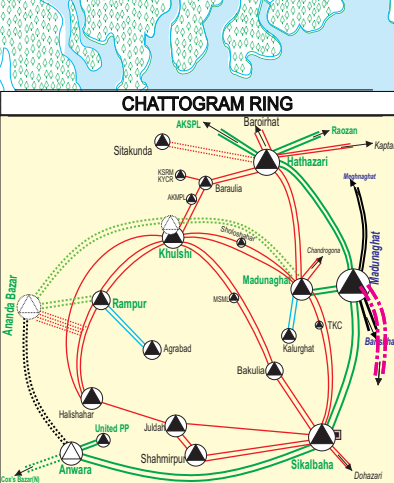 CHATTOGRAM RING
AKSPL
Baroirhat
Raozan
Kaptai
Sitakunda
Hathazari
KSRM
KYCR
Baraulia
Meghnaghat
AKMPL
Sholoshahar
Khulshi
Chandrogona
Madunaghat
Madunaghat
Ananda Bazar
Rampur
MSML
TKC
Agrabad
Kalurghat
Bakulia
Halishahar
United PP
Juldah
Shahmirpur
Anwara
Sikalbaha
Cox's Bazar(N)
Dohazari